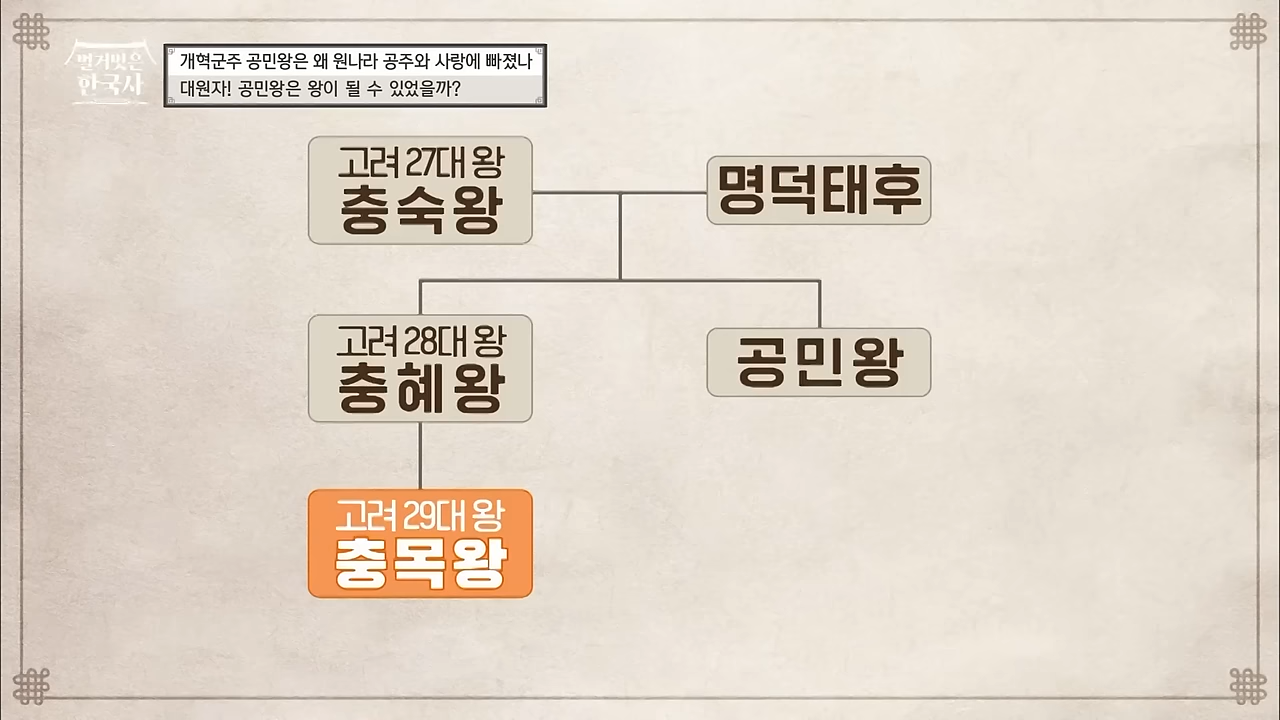 벌거벗은
한국사
개혁군주 공민왕은 왜 원나라 공주와 사랑에 빠졌나
대원자! 공민왕은 왕이 될 수 있었을까?
고려 27대 왕
충숙왕
명덕태후
고려 28대 왕
충혜왕
공민왕
고려 29대 왕
충목왕